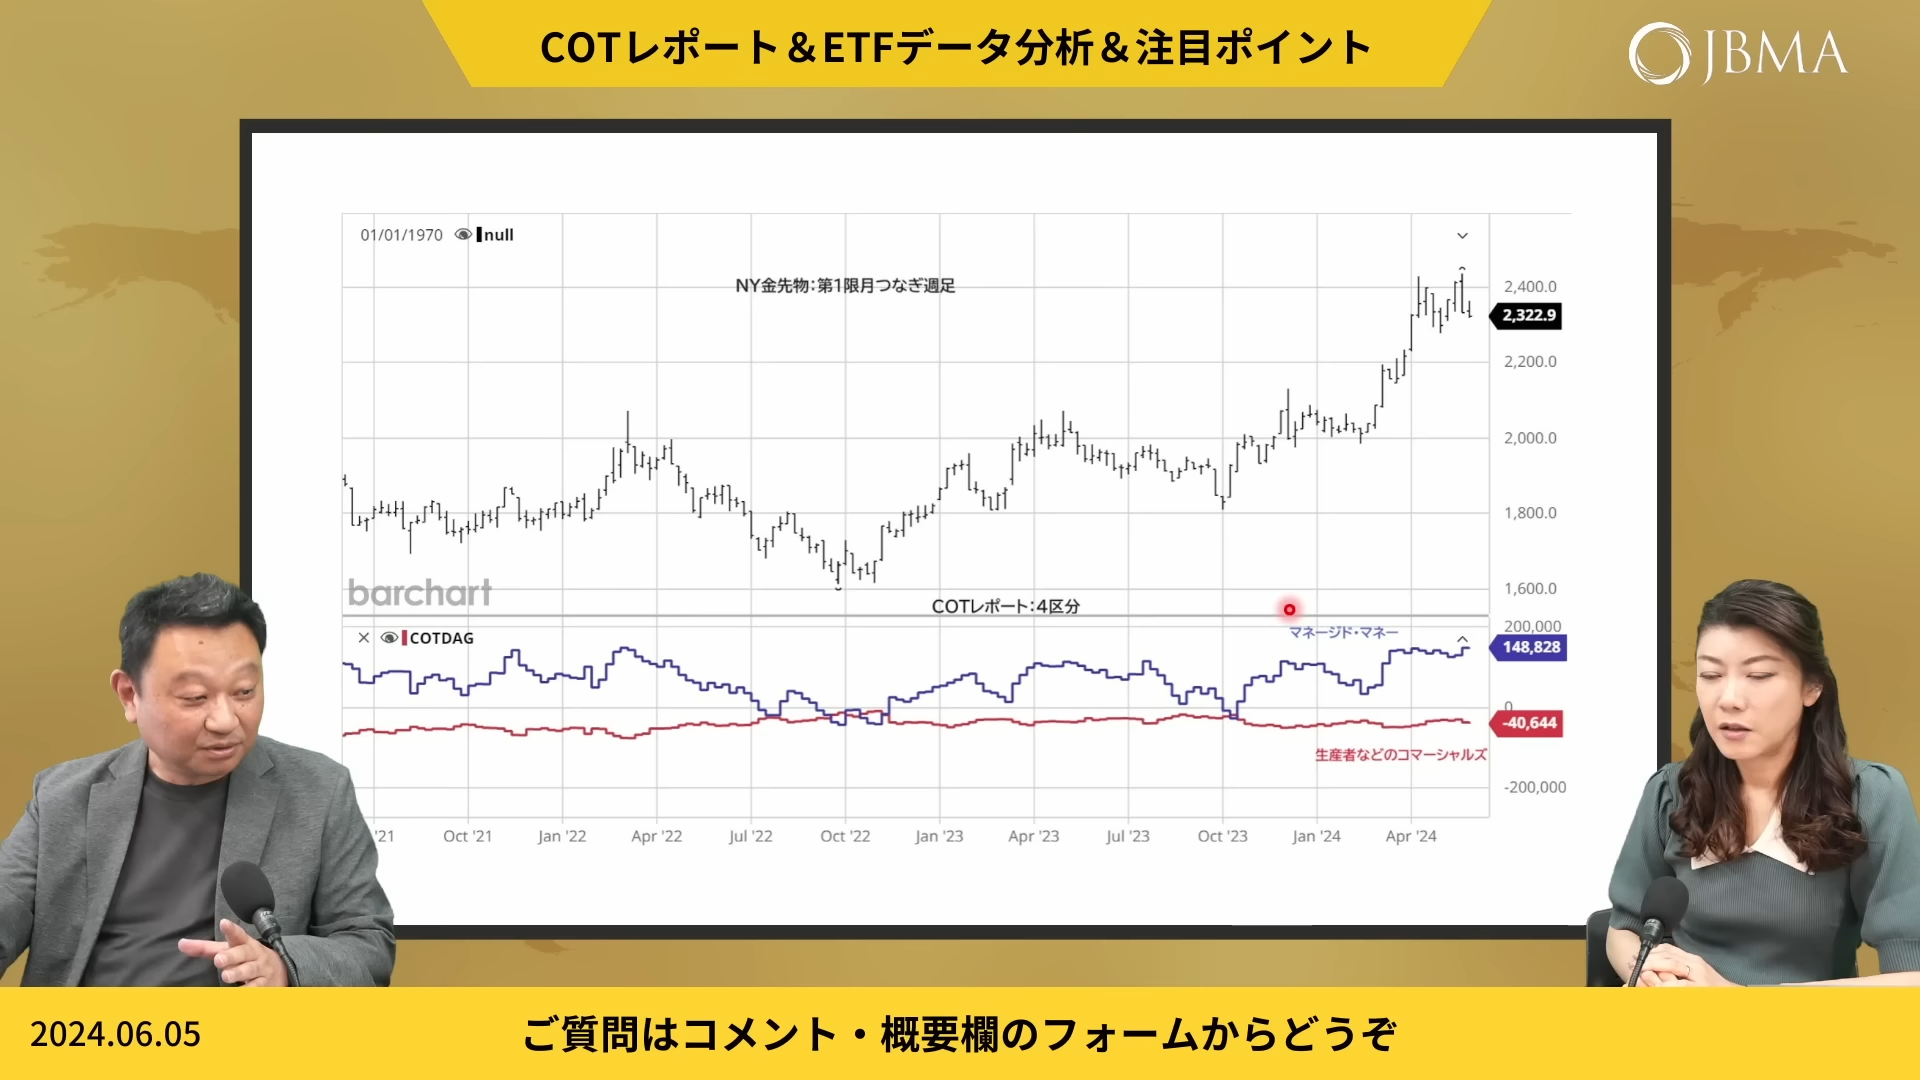 COTレポート＆ETFデータ分析＆注目ポイント
JBMA
01/01/1970 null
NY金先物：第1限月つなぎ週足
2,400.0
2,322.9
2,200.0
2,000.0
1,800.0
1,600.0
barchart
COTレポート：4区分
COTDAG
マネージド・マネー
200,000
148,828
0
-40,644
生産者などのコマーシャルズ
-200,000
'21 Oct '21 Jan '22 Apr '22 Jul '22 Oct '22 Jan '23 Apr '23 Jul '23 Oct '23 Jan '24 Apr '24
2024.06.05
ご質問はコメント・概要欄のフォームからどうぞ